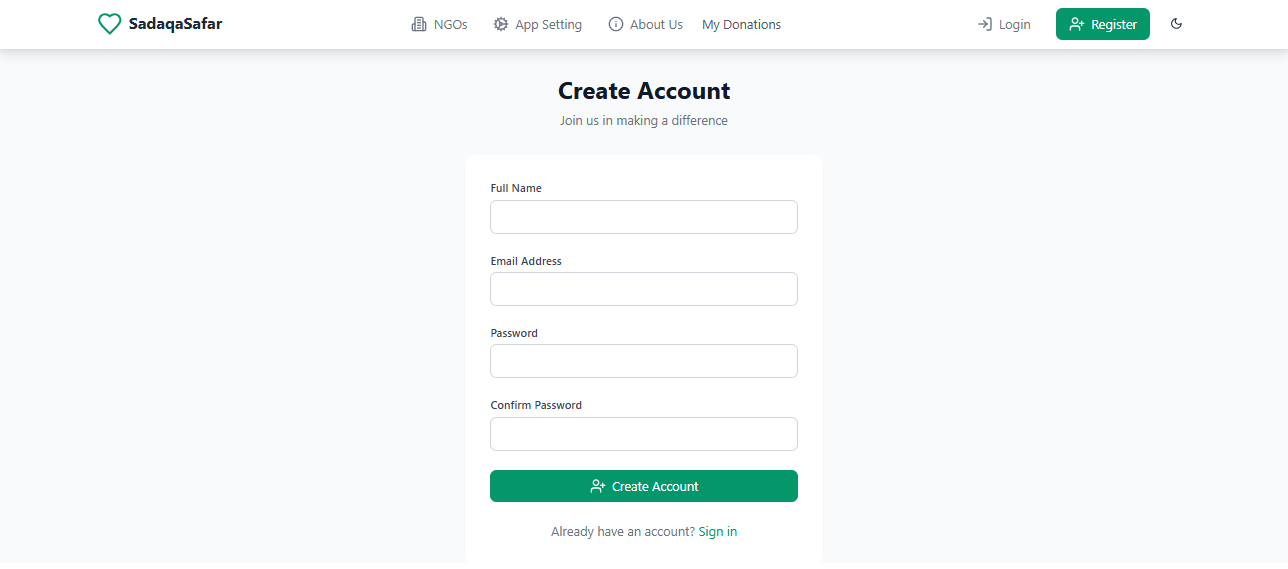 SadaqaSafar NGOs App Setting About Us My Donations Login Register
Create Account
Join us in making a difference
Full Name
Email Address
Password
Confirm Password
Create Account
Already have an account? Sign in